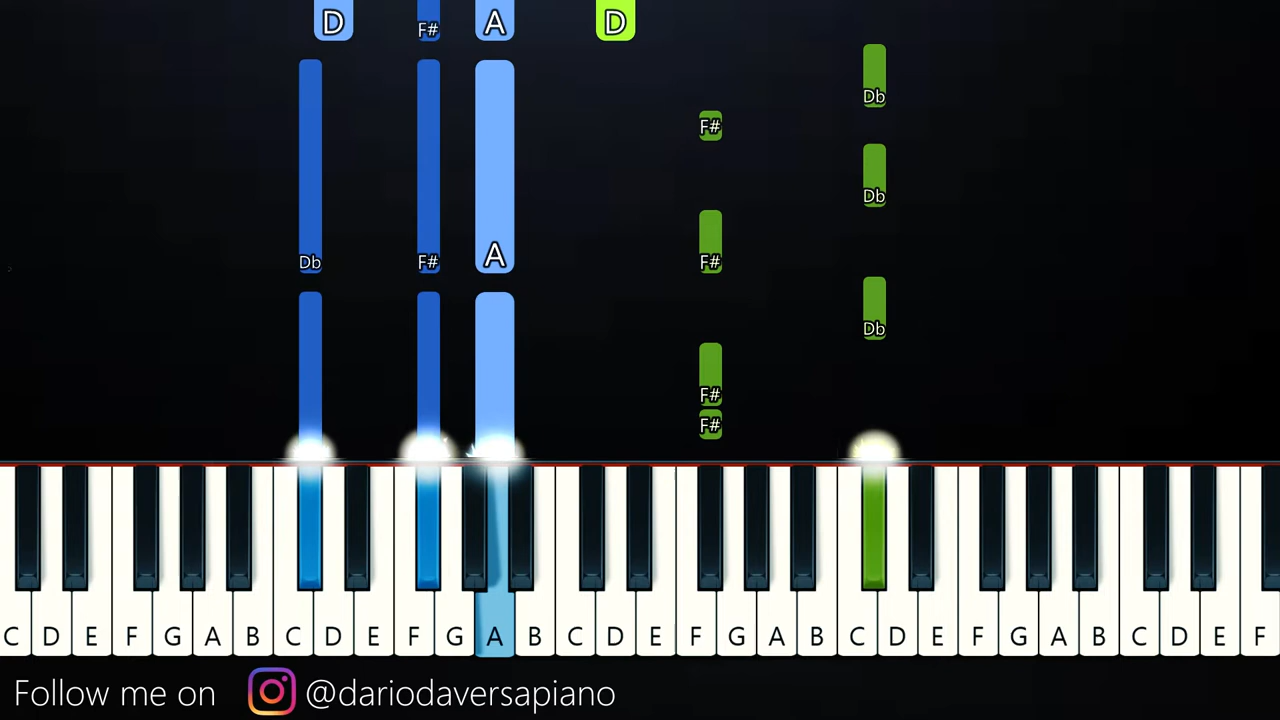 D F# A D
Db
F#
Db
Db F# A F#
Db
F#
F#
C D E F G A B C D E F G A B C D E F G A B C D E F G A B C D E F
Follow me on @dariodaversapiano